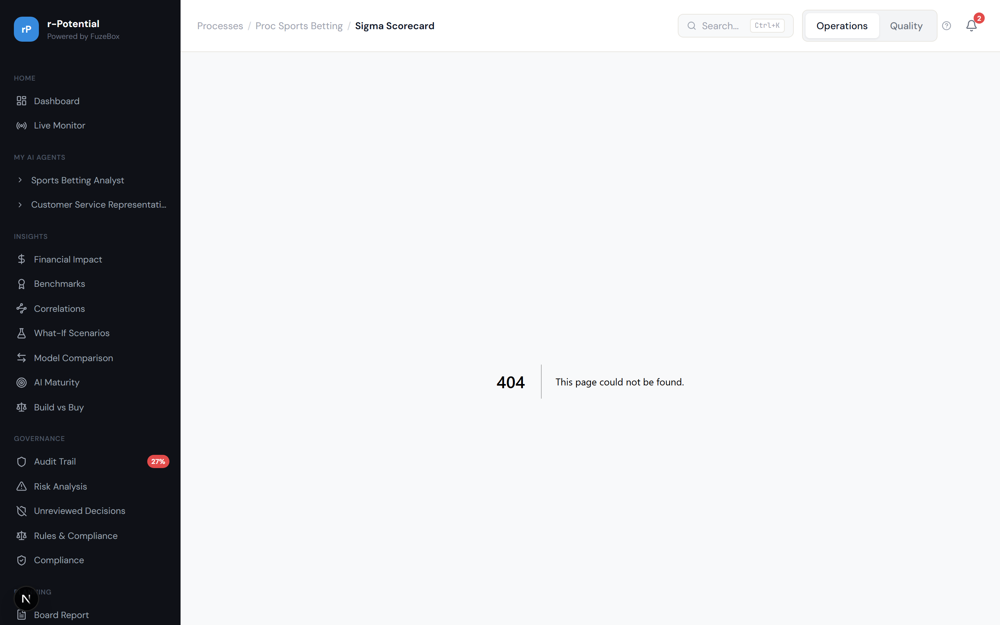 rP
r-Potential
Powered by FuzeBox
Processes / Proc Sports Betting / Sigma Scorecard
Search... Ctrl+K
Operations
Quality
2
HOME
Dashboard
Live Monitor
MY AI AGENTS
Sports Betting Analyst
Customer Service Representati...
INSIGHTS
Financial Impact
Benchmarks
Correlations
What-If Scenarios
Model Comparison
AI Maturity
Build vs Buy
GOVERNANCE
Audit Trail 27%
Risk Analysis
Unreviewed Decisions
Rules & Compliance
Compliance
PLANNING
N
Board Report
404
This page could not be found.